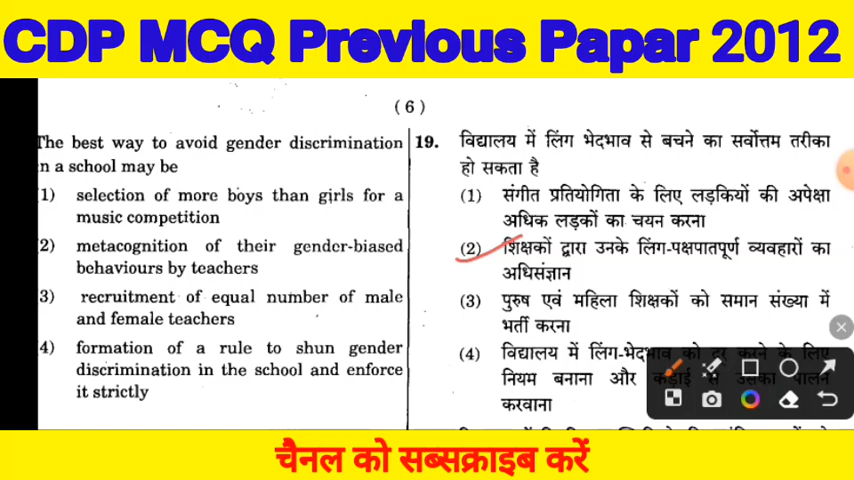 CDP MCQ Previous Papar 2012
(6)
The best way to avoid gender discrimination
in a school may be
(1) selection of more boys than girls for a
music competition
(2) metacognition of their gender-biased
behaviours by teachers
3) recruitment of equal number of male
and female teachers
(4) formation of a rule to shun gender
discrimination in the school and enforce
it strictly
19. विद्यालय में लिंग भेदभाव से बचने का सर्वोत्तम तरीका
हो सकता है
(1) संगीत प्रतियोगिता के लिए लड़कियों की अपेक्षा
अधिक लड़कों का चयन करना
(2) शिक्षकों द्वारा उनके लिंग-पक्षपातपूर्ण व्यवहारों का
अधिसंज्ञान
(3) पुरुष एवं महिला शिक्षकों को समान संख्या में
भर्ती करना
(4) विद्यालय में लिंग-भेदभाव को दूर करने के लिए
नियम बनाना और कड़ाई से उसका पालन
करवाना
चैनल को सब्सक्राइब करें